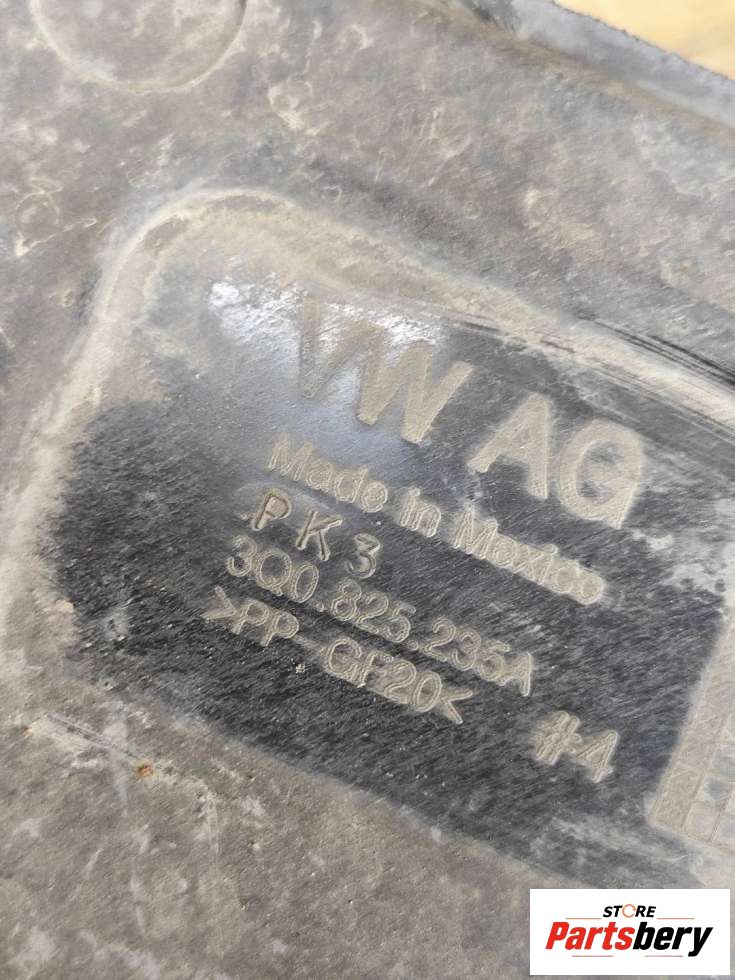 VW AG
Made in Mexico
PK3
3Q0.825.235A
>PP-GF20<
#4
STORE
Partsbery